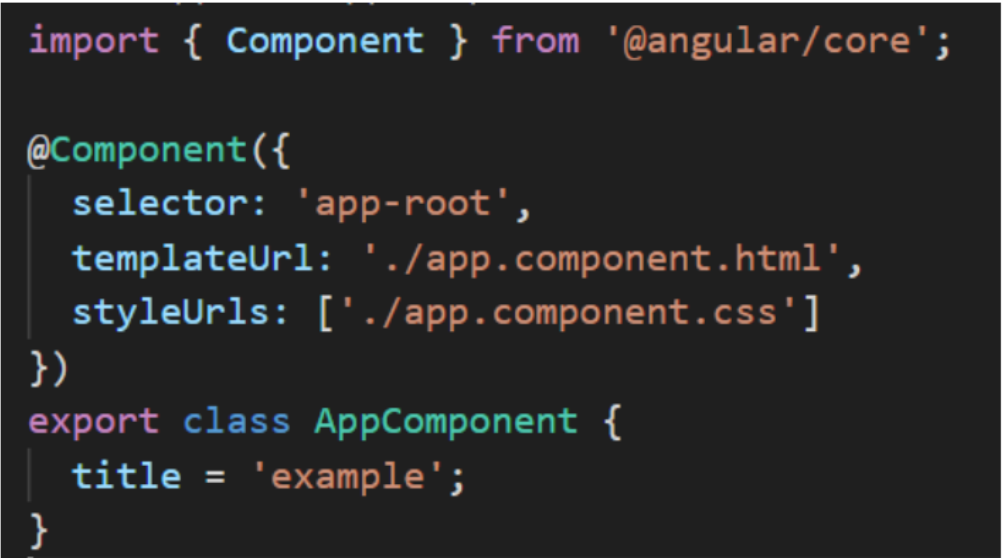 import { Component } from '@angular/core';
@Component({
selector: 'app-root',
templateUrl: './app.component.html',
styleUrls: ['./app.component.css']
})
export class AppComponent {
title = 'example';
}